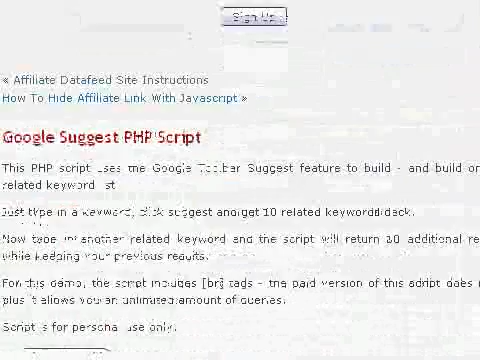 Sign Up
« Affiliate Datafeed Site Instructions
How To Hide Affiliate Link With Javascript »
Google Suggest PHP Script
This PHP script uses the Google Toolbar Suggest feature to build - and build on
related keyword list
Just type in a keyword, click suggest and get 10 related keywords back.
Now type in another related keyword and the script will return 10 additional re
while keeping your previous results.
For this demo, the script includes [br] tags - the paid version of this script does
plus it allows you an unlimited amount of queries.
Script is for personal use only.